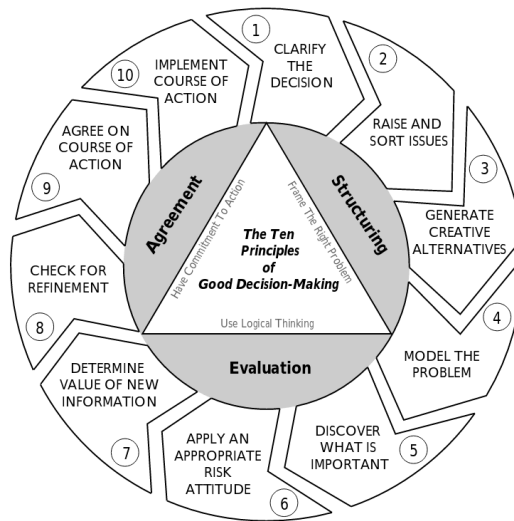 1
CLARIFY
THE
DECISION
2
RAISE AND
SORT ISSUES
3
GENERATE
CREATIVE
ALTERNATIVES
4
MODEL THE
PROBLEM
5
DISCOVER
WHAT IS
IMPORTANT
6
APPLY AN
APPROPRIATE
RISK
ATTITUDE
7
DETERMINE
VALUE OF NEW
INFORMATION
8
CHECK FOR
REFINEMENT
9
AGREE ON
COURSE OF
ACTION
10
IMPLEMENT
COURSE OF
ACTION
Agreement
Have Commitment To Action
Structuring
Frame The Right Problem
The Ten
Principles
of
Good Decision-Making
Use Logical Thinking
Evaluation